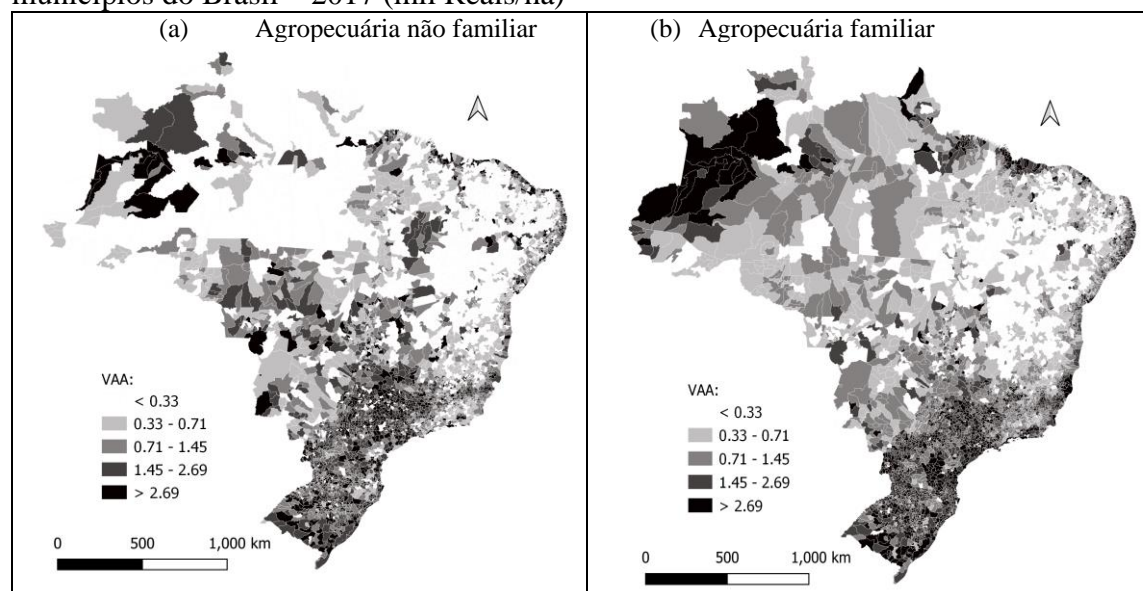 municípios do Brasil – 2017 (mil Reais/ha)
(a) Agropecuária não familiar
(b) Agropecuária familiar
VAA:
< 0.33
0.33 - 0.71
0.71 - 1.45
1.45 - 2.69
> 2.69
0 500 1,000 km
VAA:
< 0.33
0.33 - 0.71
0.71 - 1.45
1.45 - 2.69
> 2.69
0 500 1,000 km